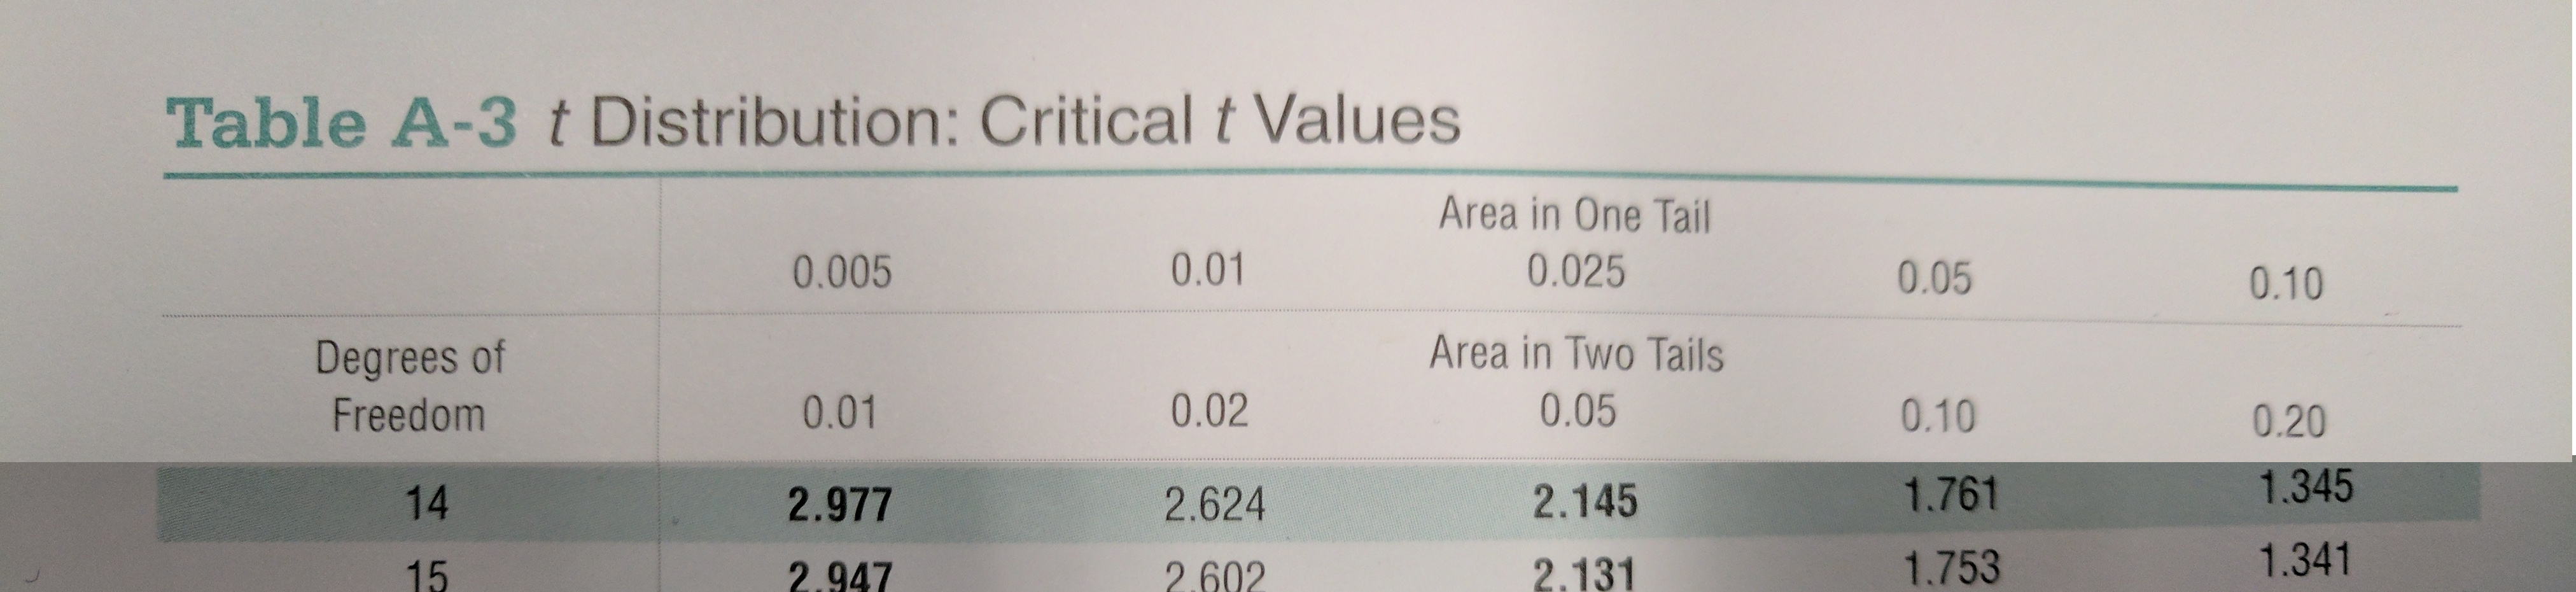 Table A-3 t Distribution: Critical t Values
Area in One Tail
0.005 0.01 0.025 0.05 0.10
Degrees of Area in Two Tails
Freedom 0.01 0.02 0.05 0.10 0.20
14 2.977 2.624 2.145 1.761 1.345
15 2.947 2.602 2.131 1.753 1.341